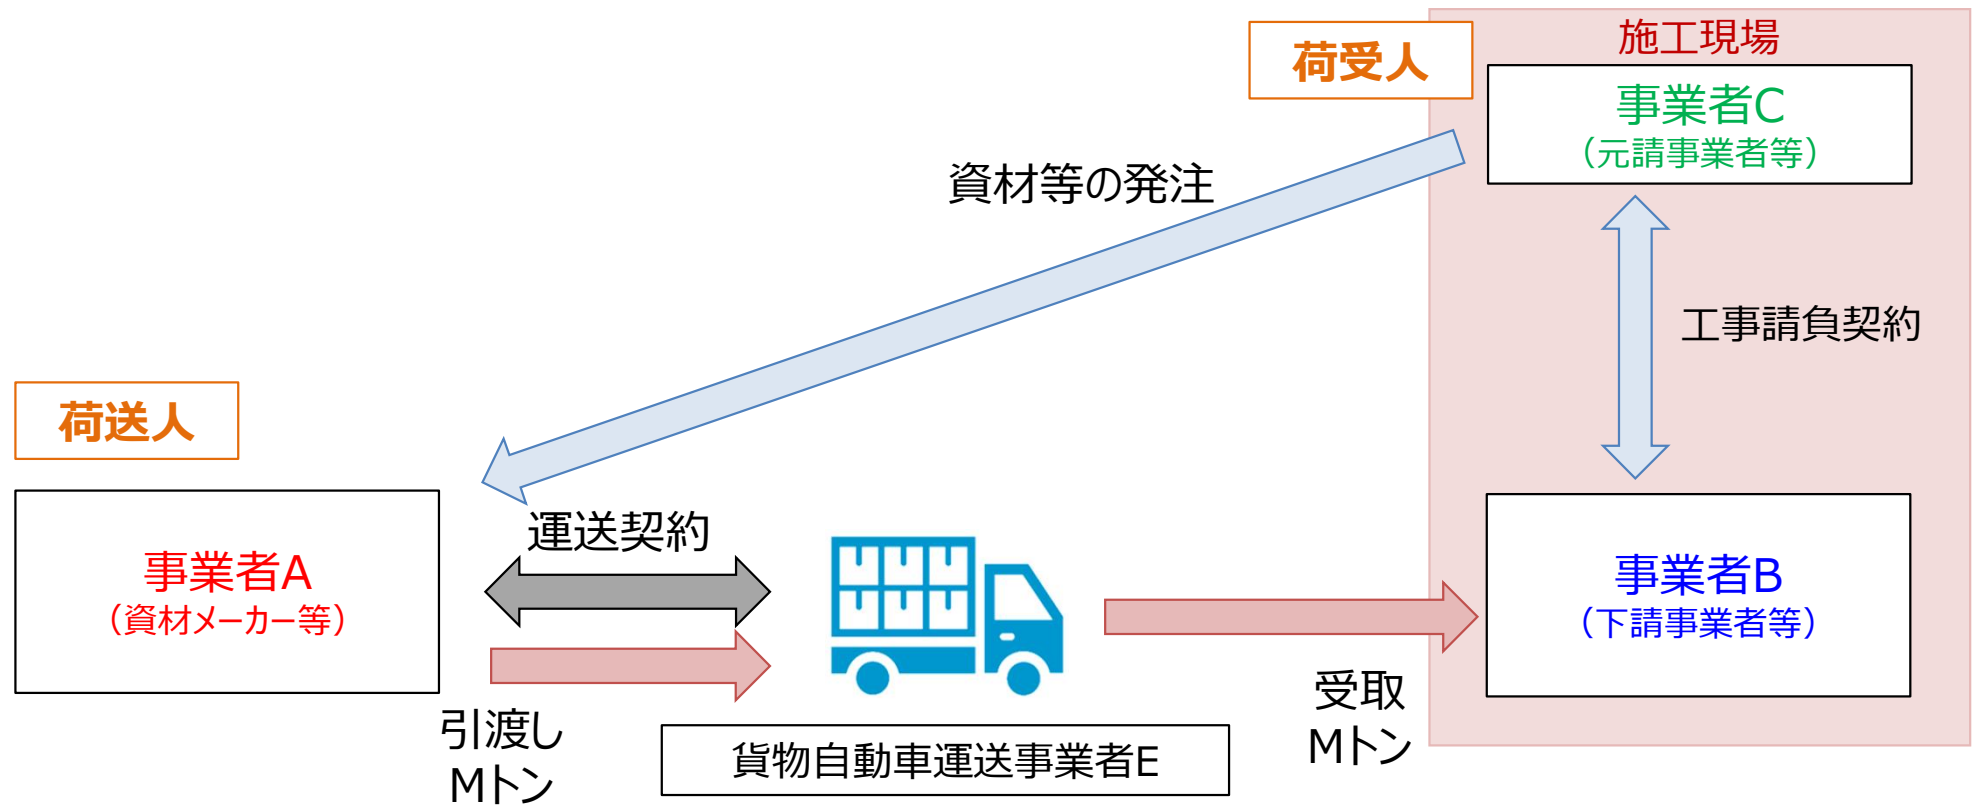 施工現場
荷受人
事業者C
（元請事業者等）
資材等の発注
工事請負契約
荷送人
事業者A
（資材メーカー等）
運送契約
事業者B
（下請事業者等）
引渡し
Mトン
貨物自動車運送事業者E
受取
Mトン